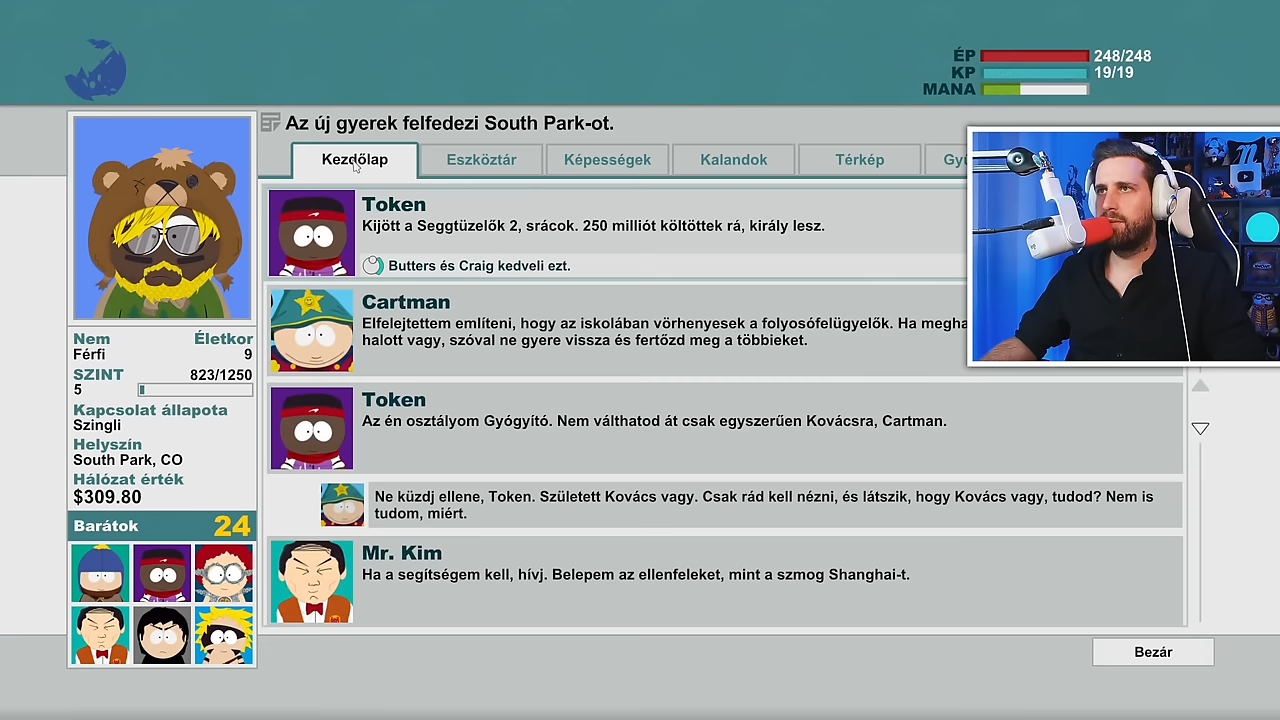 ÉP 248/248
KP 19/19
MANA
Az új gyerek felfedezi South Park-ot.
Kezdőlap Eszköztár Képességek Kalandok Térkép
Token
Kijött a Seggtüzelők 2, srácok. 250 milliót költöttek rá, király lesz.
Butters és Craig kedveli ezt.
Cartman
Elfelejtettem említeni, hogy az iskolában vörhenyesek a folyosófelügyelők. Ha
halott vagy, szóval ne gyere vissza és fertőzd meg a többieket.
Token
Az én osztályom Gyógyító. Nem válthatod át csak egyszerűen Kovácsra, Cartman.
Ne küzdj ellene, Token. Született Kovács vagy. Csak rád kell nézni, és látszik, hogy Kovács vagy, tudod? Nem is
tudom, miért.
Mr. Kim
Ha a segítségem kell, hívj. Belepem az ellenfeleket, mint a szmog Shanghai-t.
Nem Életkor
Férfi 9
SZINT 823/1250
5
Kapcsolat állapota
Szingli
Helyszín
South Park, CO
Hálózat érték
$309.80
Barátok 24
Bezár